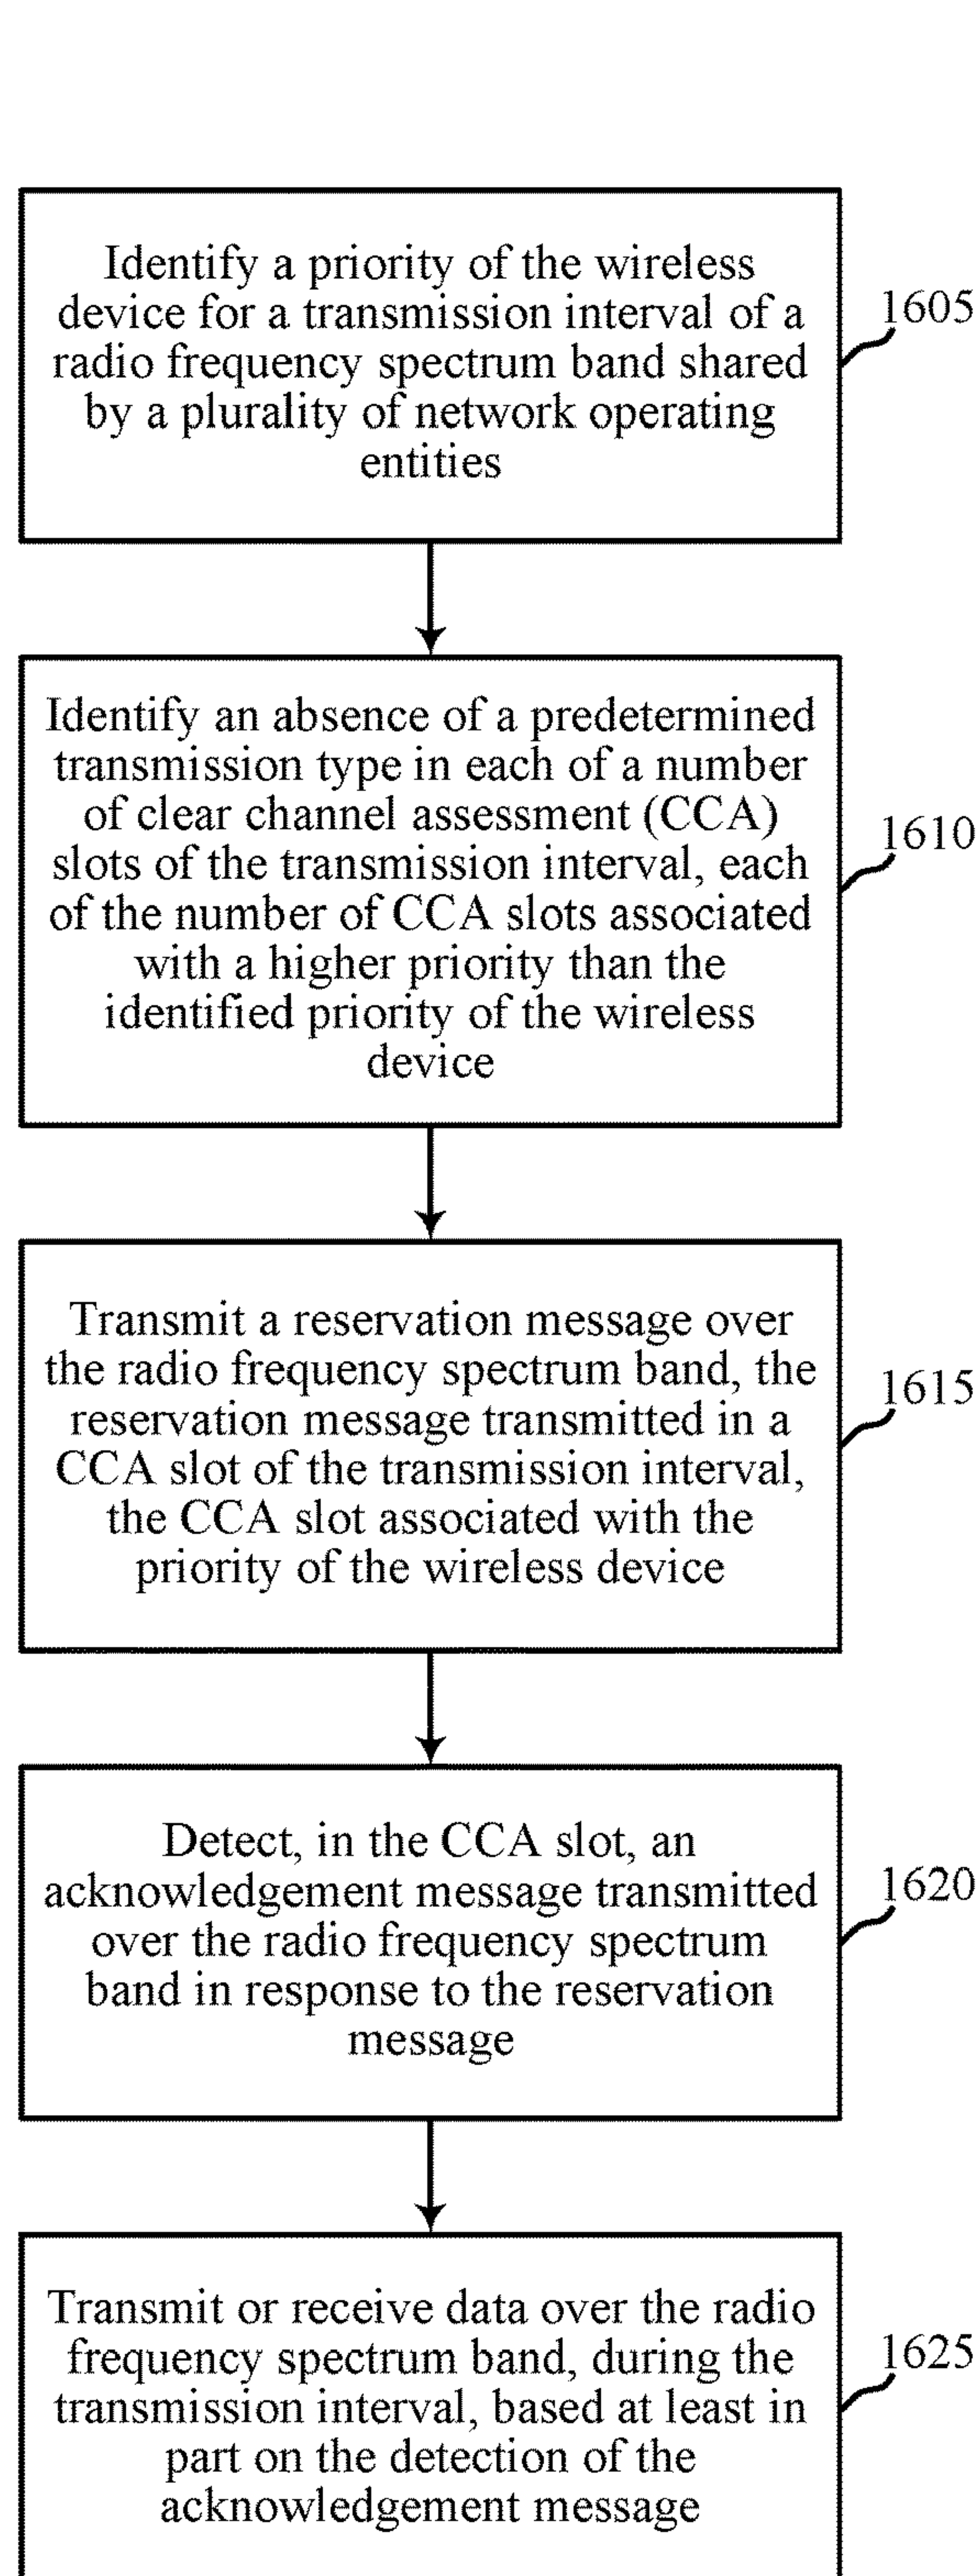 Identify a priority of the wireless
device for a transmission interval of a
radio frequency spectrum band shared
by a plurality of network operating
entities
1605
Identify an absence of a predetermined
transmission type in each of a number
of clear channel assessment (CCA)
slots of the transmission interval, each
of the number of CCA slots associated
with a higher priority than the
identified priority of the wireless
device
1610
Transmit a reservation message over
the radio frequency spectrum band, the
reservation message transmitted in a
CCA slot of the transmission interval,
the CCA slot associated with the
priority of the wireless device
1615
Detect, in the CCA slot, an
acknowledgement message transmitted
over the radio frequency spectrum
band in response to the reservation
message
1620
Transmit or receive data over the radio
frequency spectrum band, during the
transmission interval, based at least in
part on the detection of the
acknowledgement message
1625